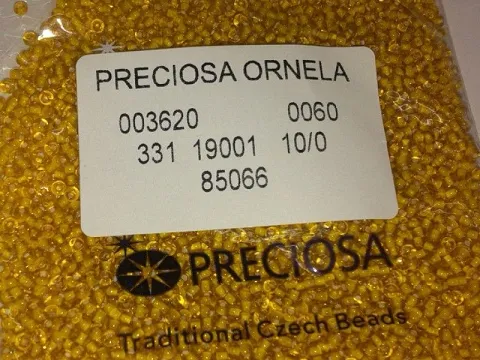 PRECIOSA ORNELA
003620 0060
331 19001 10/0
85066
PRECIOSA
Traditional Czech Beads